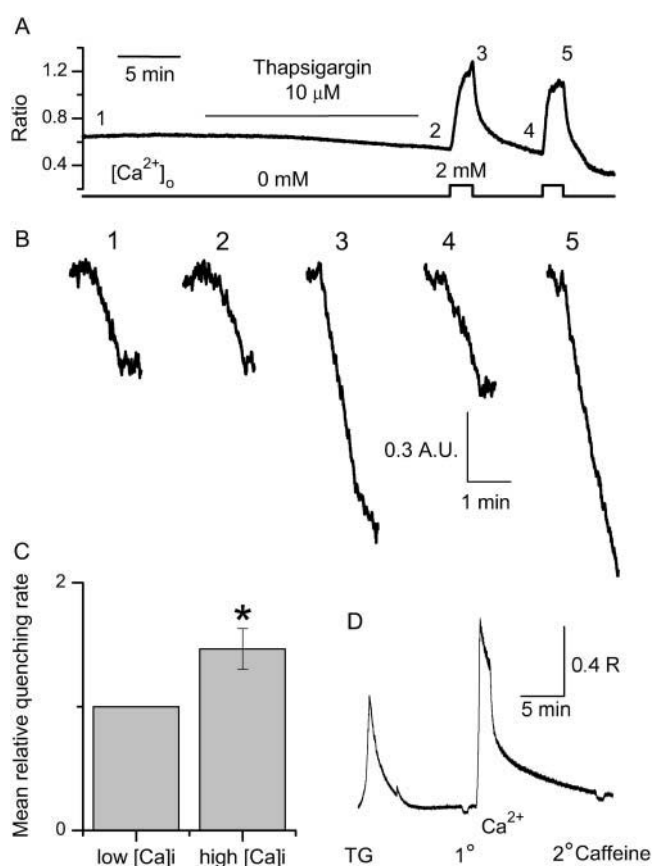 A
5 min
1.2
0.8
0.4
Ratio
Thapsigargin
10 μM
1
2
3
4
5
[Ca²⁺]ₒ
0 mM
2 mM
B
1 2 3 4 5
0.3 A.U.
1 min
C
2
1
0
Mean relative quenching rate
*
low [Ca]i high [Ca]i
D
0.4 R
5 min
Ca²⁺
TG 1° 2° Caffeine